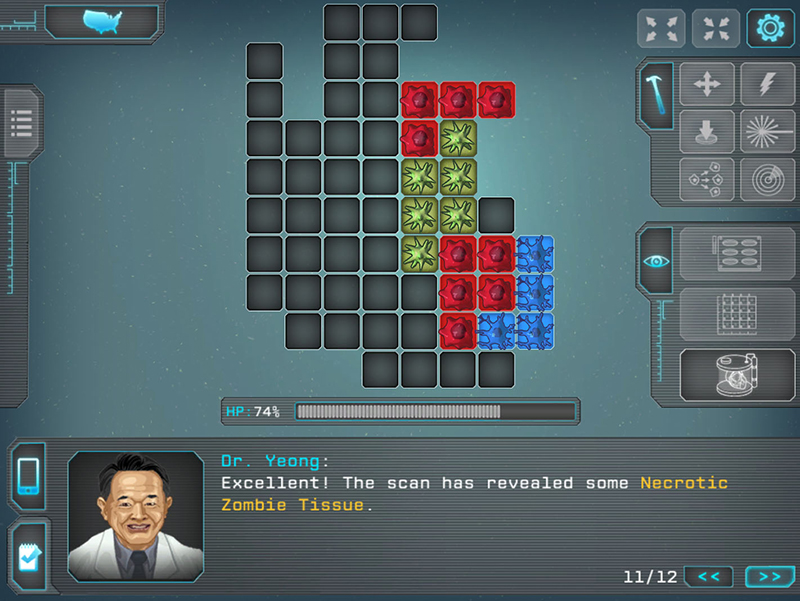 HP: 74%
Dr. Yeong:
Excellent! The scan has revealed some Necrotic
Zombie Tissue.
11/12 << >>